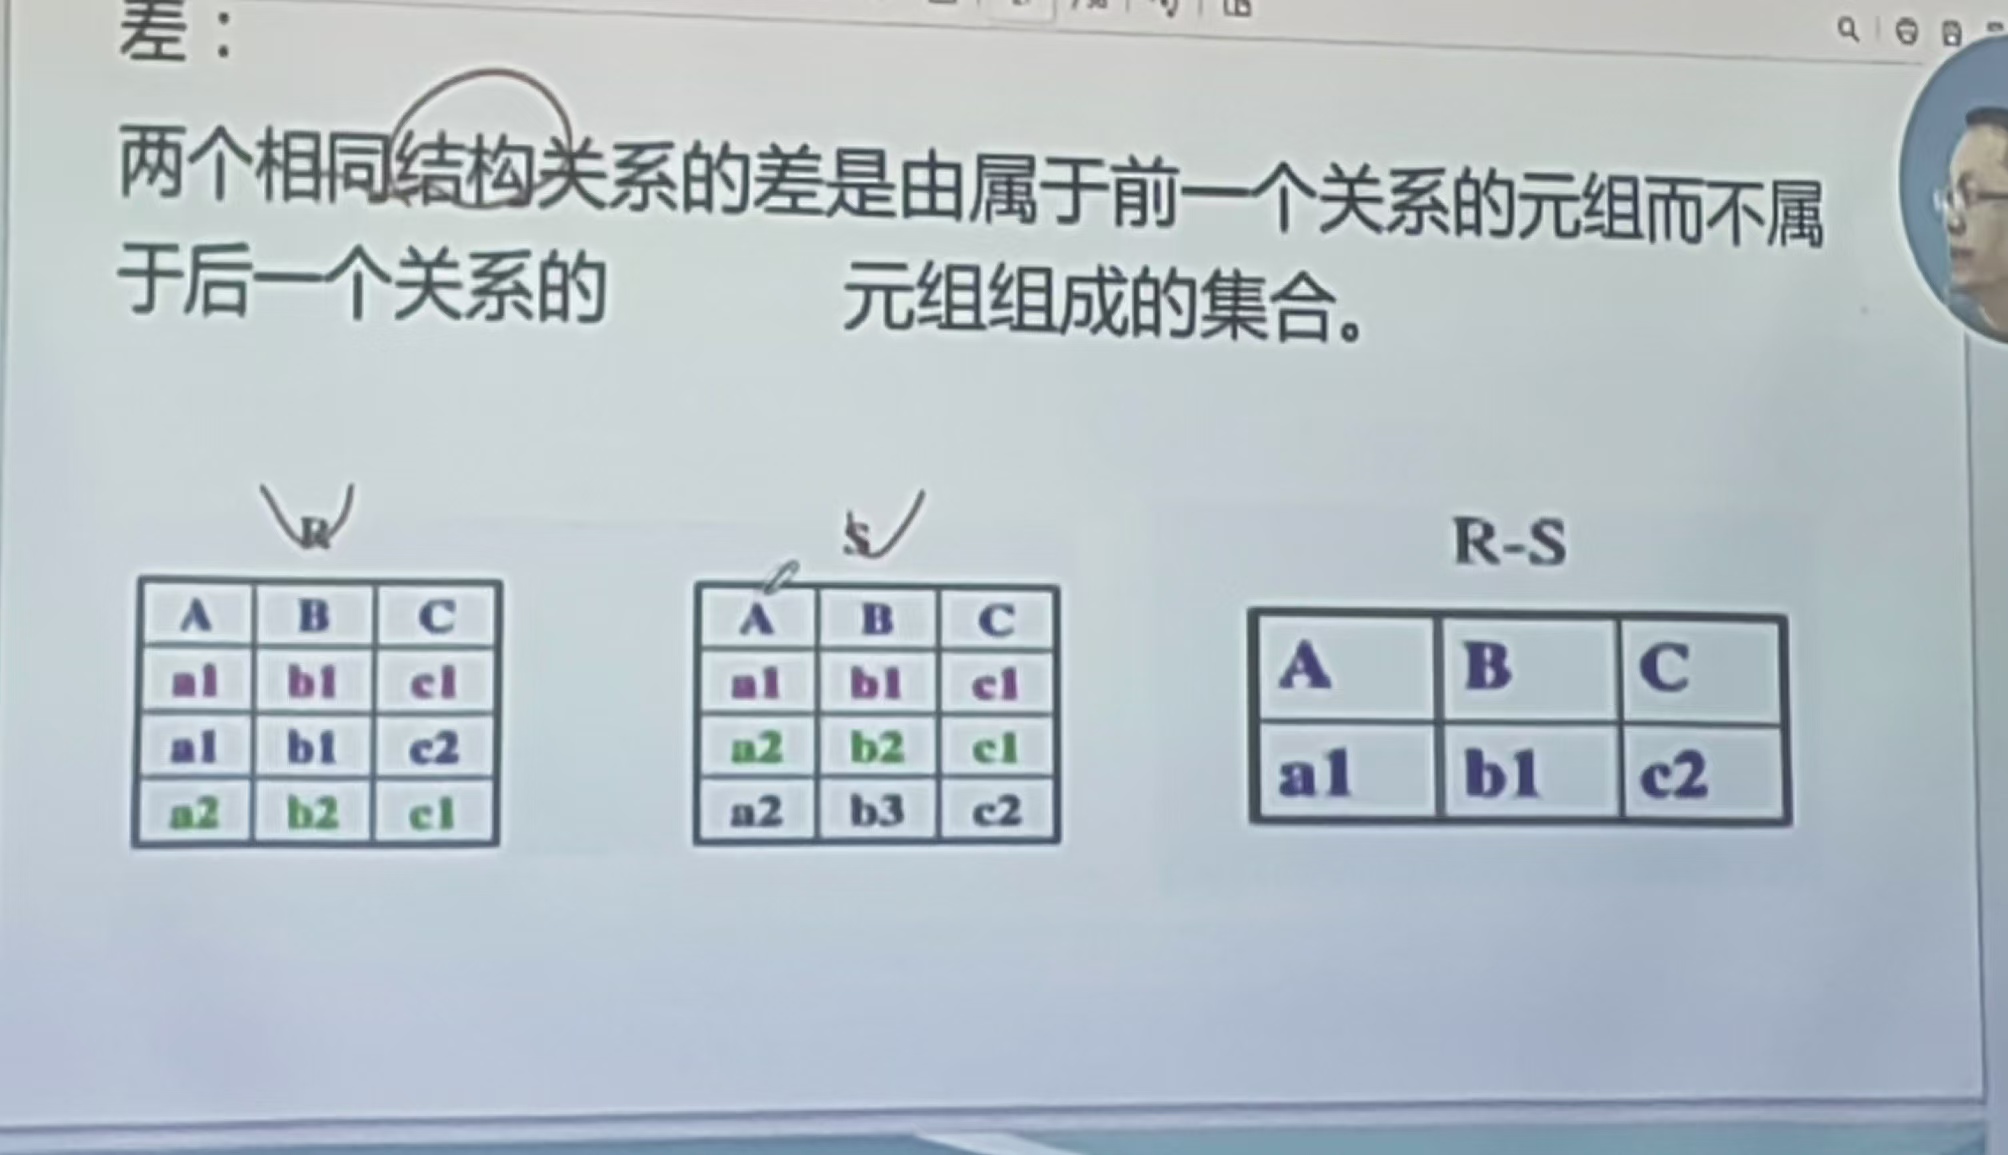 差：
两个相同结构关系的差是由属于前一个关系的元组而不属
于后一个关系的 元组组成的集合。
R S R-S
A B C
a1 b1 c1
a1 b1 c2
a2 b2 c1
A B C
a1 b1 c1
a2 b2 c1
a2 b3 c2
A B C
a1 b1 c2